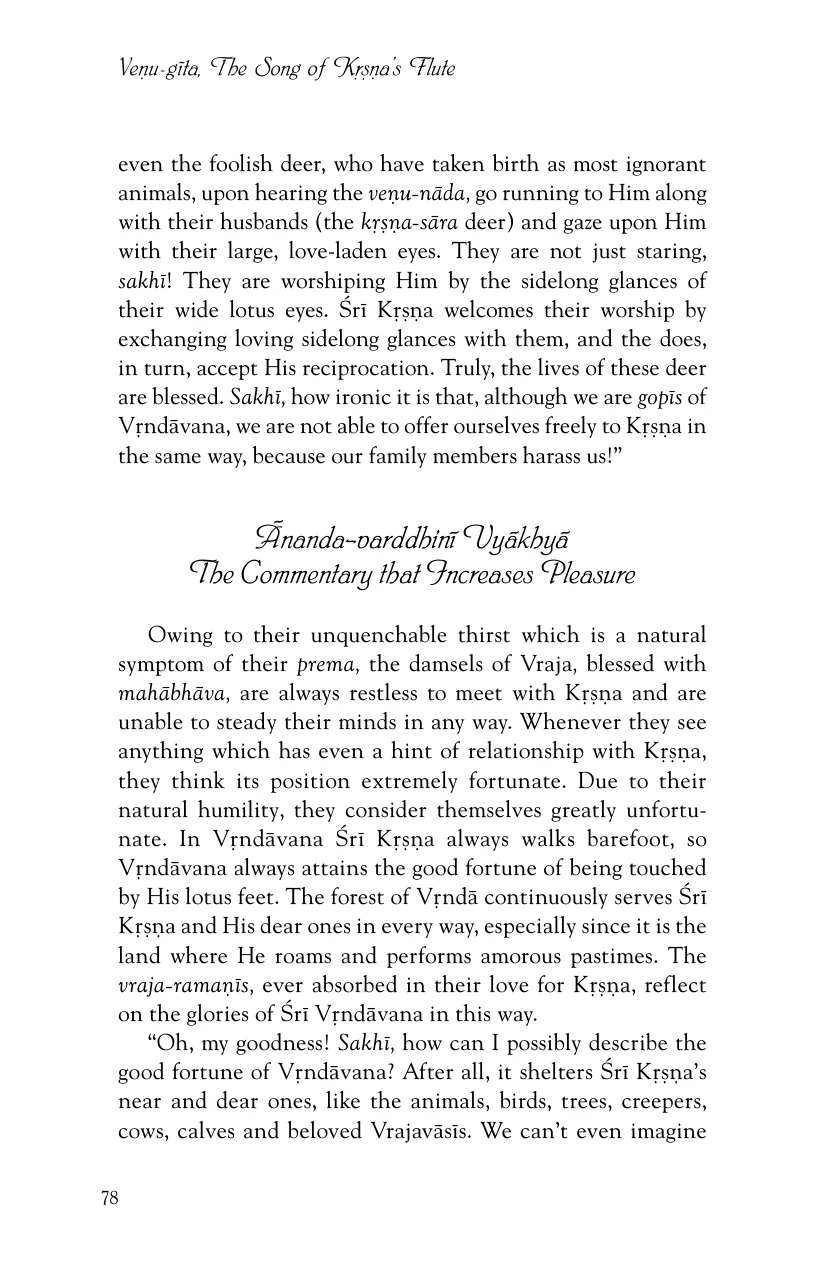 Veṇu-gīta, The Song of Kṛṣṇa's Flute
even the foolish deer, who have taken birth as most ignorant
animals, upon hearing the veṇu-nāda, go running to Him along
with their husbands (the kṛṣṇa-sāra deer) and gaze upon Him
with their large, love-laden eyes. They are not just staring,
sakhī! They are worshiping Him by the sidelong glances of
their wide lotus eyes. Śrī Kṛṣṇa welcomes their worship by
exchanging loving sidelong glances with them, and the does,
in turn, accept His reciprocation. Truly, the lives of these deer
are blessed. Sakhī, how ironic it is that, although we are gopīs of
Vṛndāvana, we are not able to offer ourselves freely to Kṛṣṇa in
the same way, because our family members harass us!”
Ānanda-varddhinī Vyākhyā
The Commentary that Increases Pleasure
Owing to their unquenchable thirst which is a natural
symptom of their prema, the damsels of Vraja, blessed with
mahābhāva, are always restless to meet with Kṛṣṇa and are
unable to steady their minds in any way. Whenever they see
anything which has even a hint of relationship with Kṛṣṇa,
they think its position extremely fortunate. Due to their
natural humility, they consider themselves greatly unfortu-
nate. In Vṛndāvana Śrī Kṛṣṇa always walks barefoot, so
Vṛndāvana always attains the good fortune of being touched
by His lotus feet. The forest of Vṛndā continuously serves Śrī
Kṛṣṇa and His dear ones in every way, especially since it is the
land where He roams and performs amorous pastimes. The
vraja-ramaṇīs, ever absorbed in their love for Kṛṣṇa, reflect
on the glories of Śrī Vṛndāvana in this way.
“Oh, my goodness! Sakhī, how can I possibly describe the
good fortune of Vṛndāvana? After all, it shelters Śrī Kṛṣṇa’s
near and dear ones, like the animals, birds, trees, creepers,
cows, calves and beloved Vrajavāsīs. We can’t even imagine
78